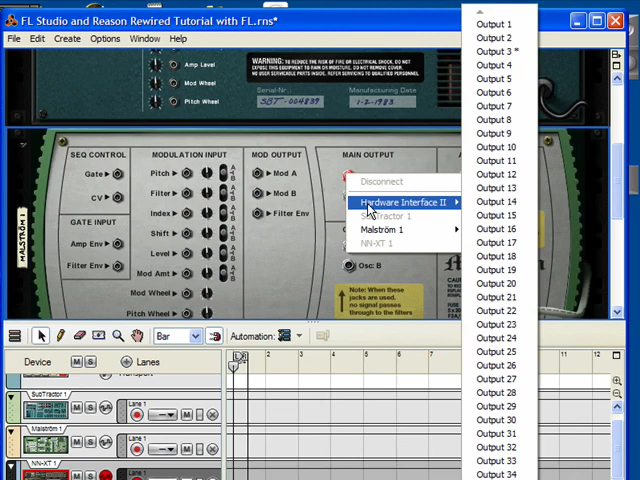 FL Studio and Reason Rewired Tutorial with FL.rns*
File Edit Create Options Window Help
Amp Level
Mod Wheel
Pitch Wheel
WARNING: TO REDUCE THE RISK OF FIRE OR ELECTRICAL SHOCK, DO NOT
EXPOSE THIS EQUIPMENT TO RAIN OR MOISTURE. DO NOT REMOVE COVER.
NO USER SERVICABLE PARTS INSIDE. REFER SERVICING TO QUALIFIED PERSONNEL.
Serial-Nr.,
Manufacturing Date
SBT-004839
1-2-1983
MALSTRÖM 1
SEQ CONTROL
Gate
CV
GATE INPUT
Amp Env
Filter Env
MODULATION INPUT
Pitch
Filter
Index
Shift
Level
Mod Amt
Mod Wheel
Pitch Wheel
MOD OUTPUT
Mod A
Mod B
Filter Env
MAIN OUTPUT
Osc: B
Note: When these
jacks are used,
no signal passes
through to the filters
Disconnect
Hardware Interface II
SubTractor 1
Malström 1
NN-XT 1
Output 1
Output 2
Output 3 *
Output 4
Output 5
Output 6
Output 7
Output 8
Output 9
Output 10
Output 11
Output 12
Output 13
Output 14
Output 15
Output 16
Output 17
Output 18
Output 19
Output 20
Output 21
Output 22
Output 23
Output 24
Output 25
Output 26
Output 27
Output 28
Output 29
Output 30
Output 31
Output 32
Output 33
Output 34
Bar
Automation:
Device M S Lanes
2 3 4 5 6 7 11 12
SubTractor 1
M S
Lane 1
M
Malström 1
M S
Lane 1
M
NN-XT 1
M S
Lane 1
M